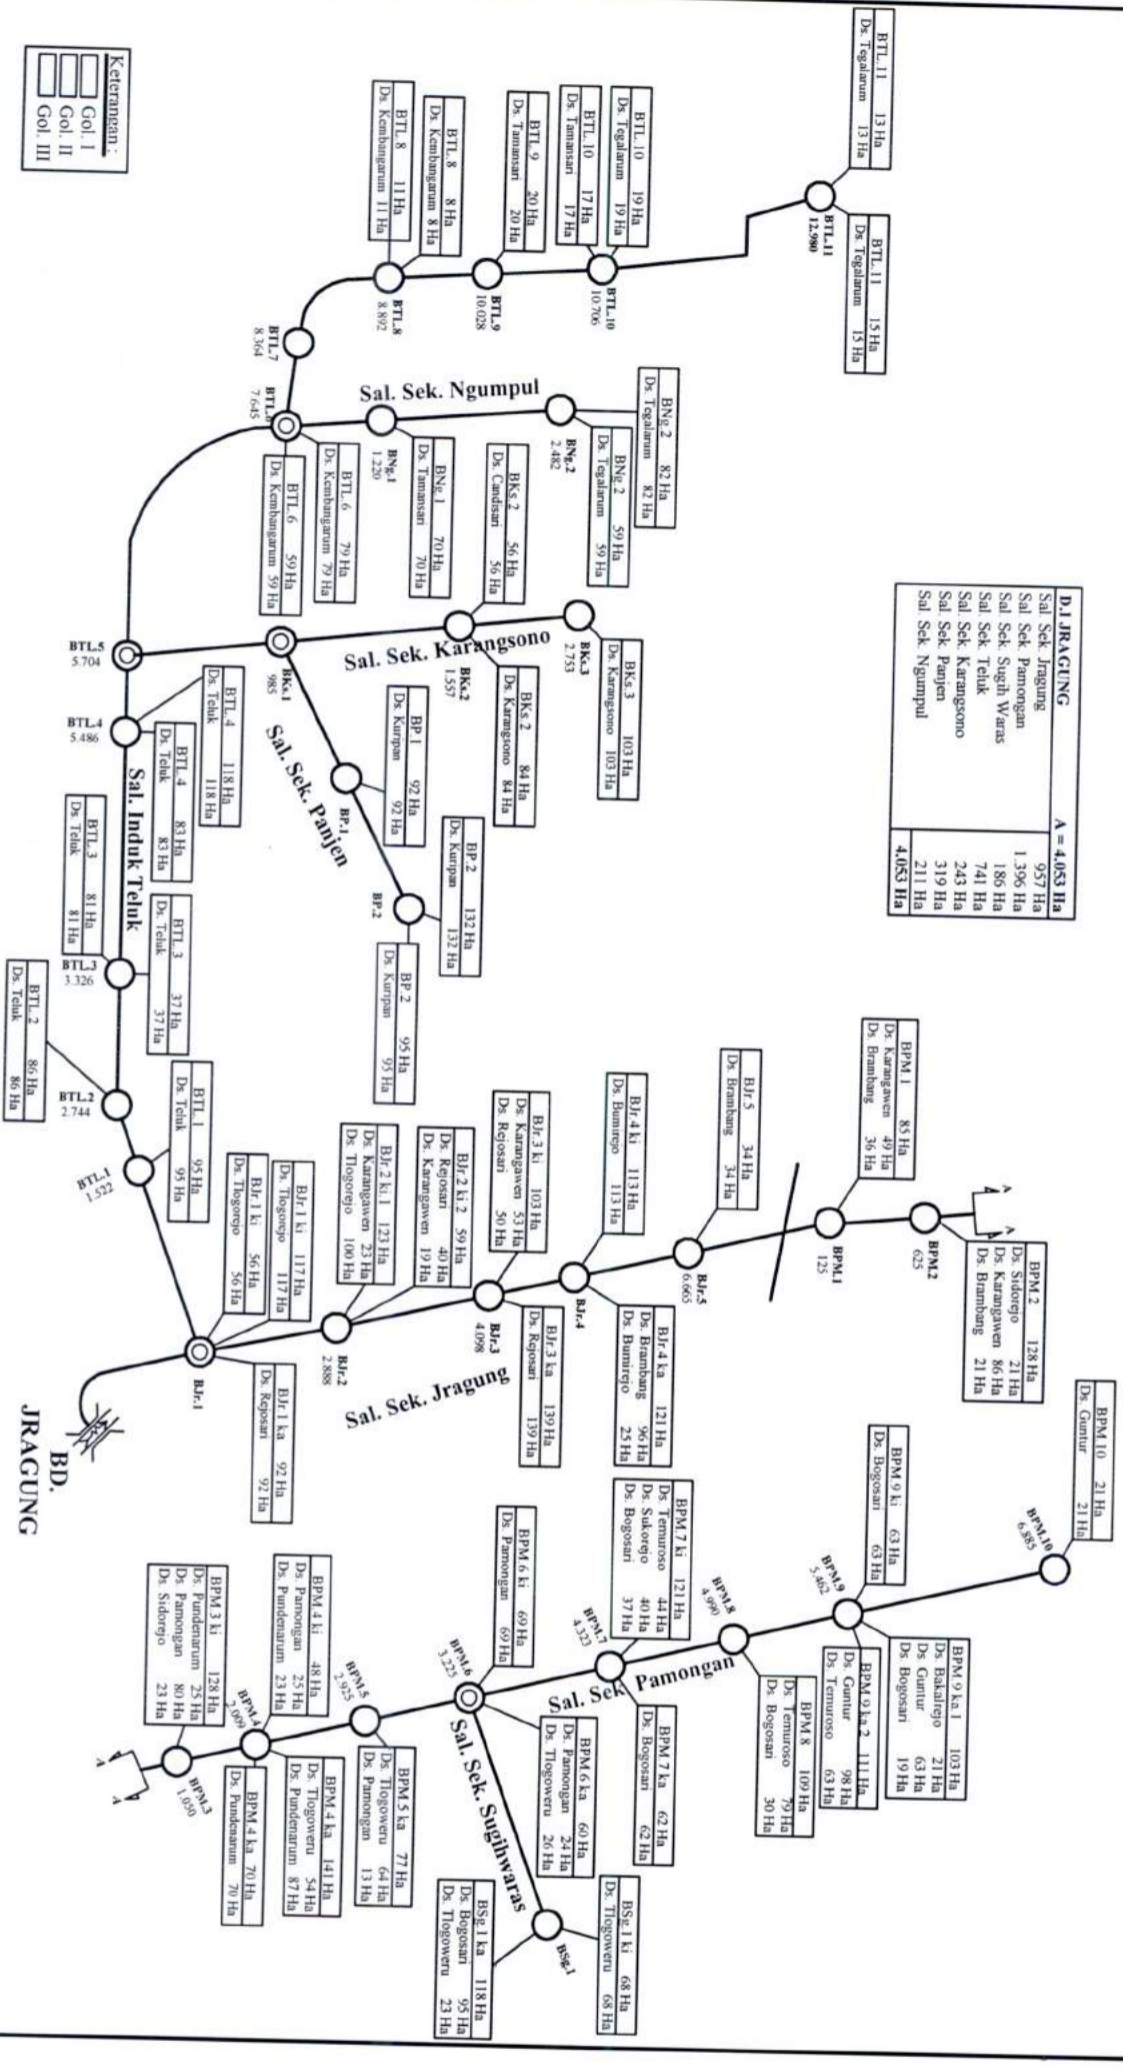 D.I JRAGUNG A = 4.053 Ha
Sal. Sek. Jragung 957 Ha
Sal. Sek. Pamongan 1.396 Ha
Sal. Sek. Sugih Waras 186 Ha
Sal. Sek. Teluk 741 Ha
Sal. Sek. Karangsono 243 Ha
Sal. Sek. Panjen 319 Ha
Sal. Sek. Ngumpul 211 Ha
4.053 Ha
BTL.11 13 Ha
Ds. Tegalarum 13 Ha
BTL.11 15 Ha
Ds. Tegalarum 15 Ha
BTL.11
12.980
BTL.10 19 Ha
Ds. Tegalarum 19 Ha
BTL.10 17 Ha
Ds. Tamansari 17 Ha
BTL.10
10.706
BTL.9 20 Ha
Ds. Tamansari 20 Ha
BTL.9
10.028
BTL.8 8 Ha
Ds. Kembangarum 8 Ha
BTL.8 11 Ha
Ds. Kembangarum 11 Ha
BTL.8
8.892
BTL.7
8.364
BTL.6
7.645
BTL.6 79 Ha
Ds. Kembangarum 79 Ha
BTL.6 59 Ha
Ds. Kembangarum 59 Ha
Sal. Sek. Ngumpul
BNg.2 82 Ha
Ds. Tegalarum 82 Ha
BNg.2 59 Ha
Ds. Tegalarum 59 Ha
BNg.2
2.482
BNg.1
1.220
BNg.1 70 Ha
Ds. Tamansari 70 Ha
BKs.2 56 Ha
Ds. Candisari 56 Ha
BKs.3 103 Ha
Ds. Karangsono 103 Ha
BKs.3
2.753
BKs.2 84 Ha
Ds. Karangsono 84 Ha
BKs.2
1.557
Sal. Sek. Karangsono
BKs.1
985
BP.1 92 Ha
Ds. Kuripan 92 Ha
BP.1
BP.2 132 Ha
Ds. Kuripan 132 Ha
BP.2
BP.2 95 Ha
Ds. Kuripan 95 Ha
Sal. Sek. Panjen
BTL.5
5.704
BTL.4
5.486
BTL.4 118 Ha
Ds. Teluk 118 Ha
BTL.4 83 Ha
Ds. Teluk 83 Ha
Sal. Induk Teluk
BTL.3 81 Ha
Ds. Teluk 81 Ha
BTL.3 37 Ha
Ds. Teluk 37 Ha
BTL.3
3.326
BTL.2 86 Ha
Ds. Teluk 86 Ha
BTL.2
2.744
BTL.1 95 Ha
Ds. Teluk 95 Ha
BTL.1
1.522
BPM.1 85 Ha
Ds. Karangawen 49 Ha
Ds. Brambang 36 Ha
BPM.1
125
A A
BPM.2
625
BPM.2 128 Ha
Ds. Sidorejo 21 Ha
Ds. Karangawen 86 Ha
Ds. Brambang 21 Ha
BJr.5 34 Ha
Ds. Brambang 34 Ha
BJr.5
6.665
BJr.4 ki 113 Ha
Ds. Bumirejo 113 Ha
BJr.4
BJr.4 ka 121 Ha
Ds. Brambang 96 Ha
Ds. Bumirejo 25 Ha
BJr.3 ki 103 Ha
Ds. Karangawen 53 Ha
Ds. Rejosari 50 Ha
BJr.3
4.098
BJr.3 ka 139 Ha
Ds. Rejosari 139 Ha
BJr.2 ki 2 59 Ha
Ds. Rejosari 40 Ha
Ds. Karangawen 19 Ha
BJr.2 ki.1 123 Ha
Ds. Karangawen 23 Ha
Ds. Tlogorejo 100 Ha
BJr.2
2.888
Sal. Sek. Jragung
BJr.1 ki 117 Ha
Ds. Tlogorejo 117 Ha
BJr.1 ki 56 Ha
Ds. Tlogorejo 56 Ha
BJr.1
BJr.1 ka 92 Ha
Ds. Rejosari 92 Ha
BD.
JRAGUNG
BPM.10 21 Ha
Ds. Guntur 21 Ha
BPM.10
6.885
BPM.9 ki 63 Ha
Ds. Bogosari 63 Ha
BPM.9
5.462
BPM.9 ka.1 103 Ha
Ds. Bakalrejo 21 Ha
Ds. Guntur 63 Ha
Ds. Bogosari 19 Ha
BPM.9 ka.2 111 Ha
Ds. Guntur 98 Ha
Ds. Temuroso 63 Ha
BPM.8
4.990
BPM.8 109 Ha
Ds. Temuroso 79 Ha
Ds. Bogosari 30 Ha
BPM.7 ki 121 Ha
Ds. Temuroso 44 Ha
Ds. Sukorejo 40 Ha
Ds. Bogosari 37 Ha
BPM.7
4.323
BPM.7 ka 62 Ha
Ds. Bogosari 62 Ha
Sal. Sek. Pamongan
BPM.6 ki 69 Ha
Ds. Pamongan 69 Ha
BPM.6
3.225
BPM.6 ka 60 Ha
Ds. Pamongan 24 Ha
Ds. Tlogoweru 26 Ha
Sal. Sek. Sugihwaras
BSg.1 ki 68 Ha
Ds. Tlogoweru 68 Ha
BSg.1
BSg.1 ka 118 Ha
Ds. Bogosari 95 Ha
Ds. Tlogoweru 23 Ha
BPM.5
2.925
BPM.5 ka 77 Ha
Ds. Tlogoweru 64 Ha
Ds. Pamongan 13 Ha
BPM.4 ki 48 Ha
Ds. Pamongan 25 Ha
Ds. Pundenarum 23 Ha
BPM.4
2.009
BPM.4 ka 141 Ha
Ds. Tlogoweru 54 Ha
Ds. Pundenarum 87 Ha
BPM.4 ka 70 Ha
Ds. Pundenarum 70 Ha
BPM.3 ki 128 Ha
Ds. Pundenarum 25 Ha
Ds. Pamongan 80 Ha
Ds. Sidorejo 23 Ha
BPM.3
1.050
A A
Keterangan :
Gol. I
Gol. II
Gol. III